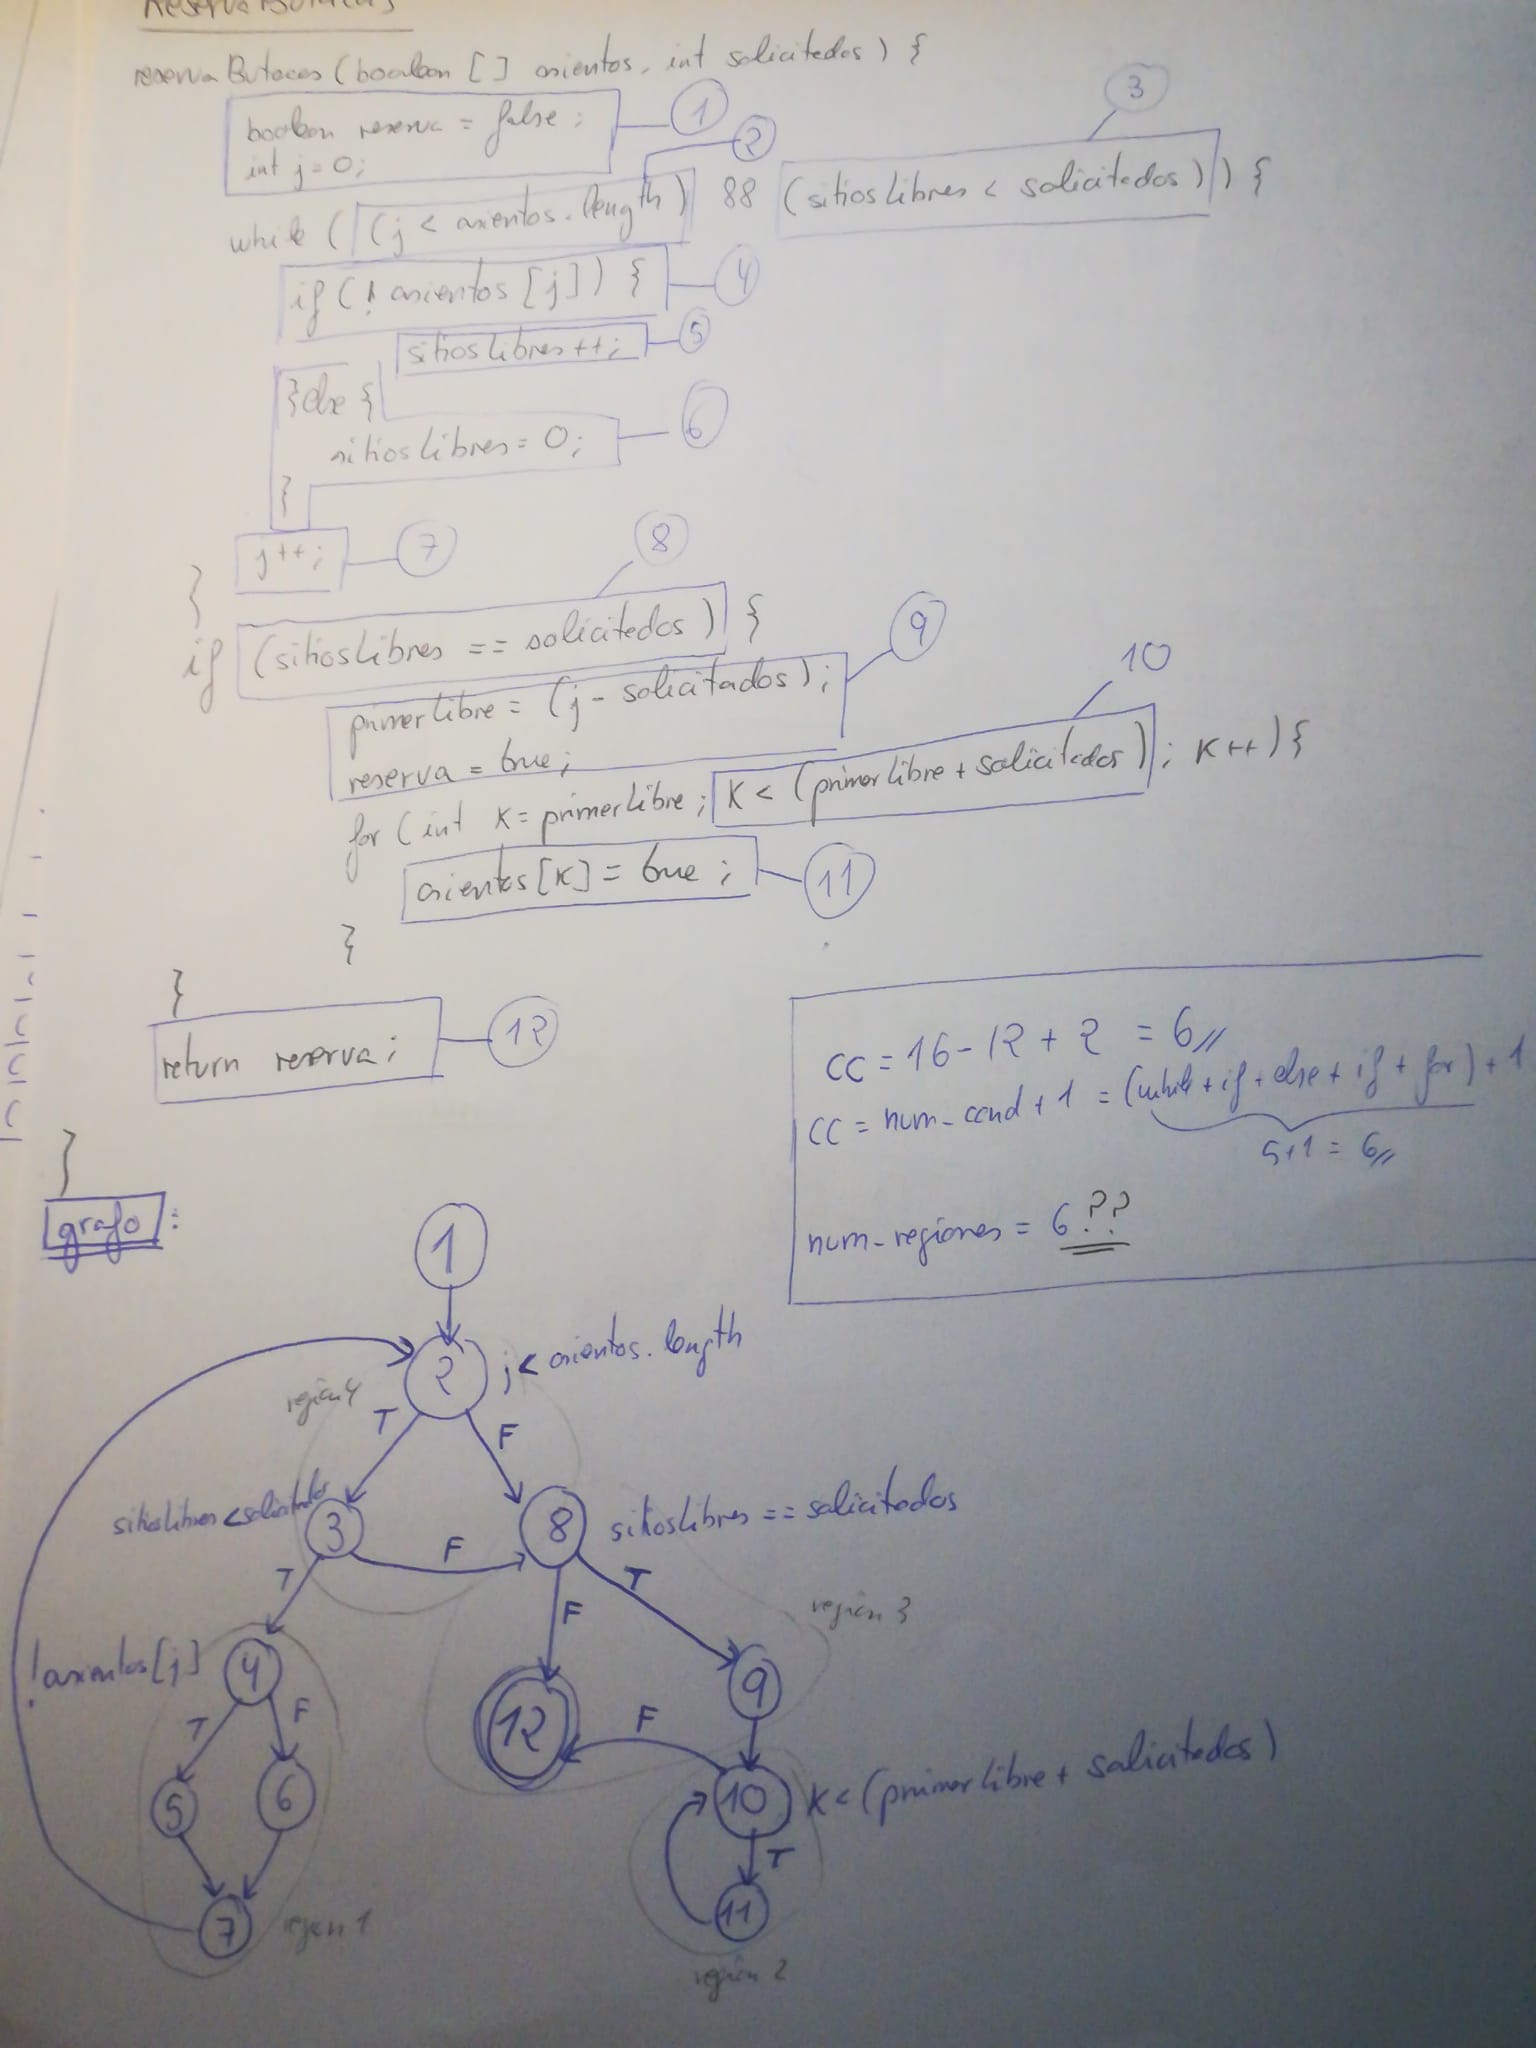 Reserva Butacas
reserva Butacas (boolean [] asientos, int solicitados) {
boolean reserva = false;
int j = 0;
1
2
3
while ( (j < asientos.length) && (sitiosLibres < solicitados) ) {
if (! asientos [j]) {
4
sitiosLibres ++;
5
} else {
sitiosLibres = 0;
6
}
j ++;
7
}
8
if (sitiosLibres == solicitados) {
9
primerLibre = (j - solicitados);
reserva = true;
10
for (int K = primerLibre; K < (primerLibre + solicitados); K++) {
asientos [K] = true;
11
}
}
return reserva;
12
}
CC = 16 - 12 + 2 = 6//
CC = num_cond + 1 = (while + if + else + if + for) + 1
5+1 = 6//
num_regiones = 6 ??
grafo:
1
2 j < asientos.length
región 4
T F
sitiosLibres < solicitados 3 F 8 sitiosLibres == solicitados
T F T
región 3
! asientos [j] 4
T F
12 F 9
5 6
10 K < (primerLibre + solicitados)
T
7 región 1
11
región 2